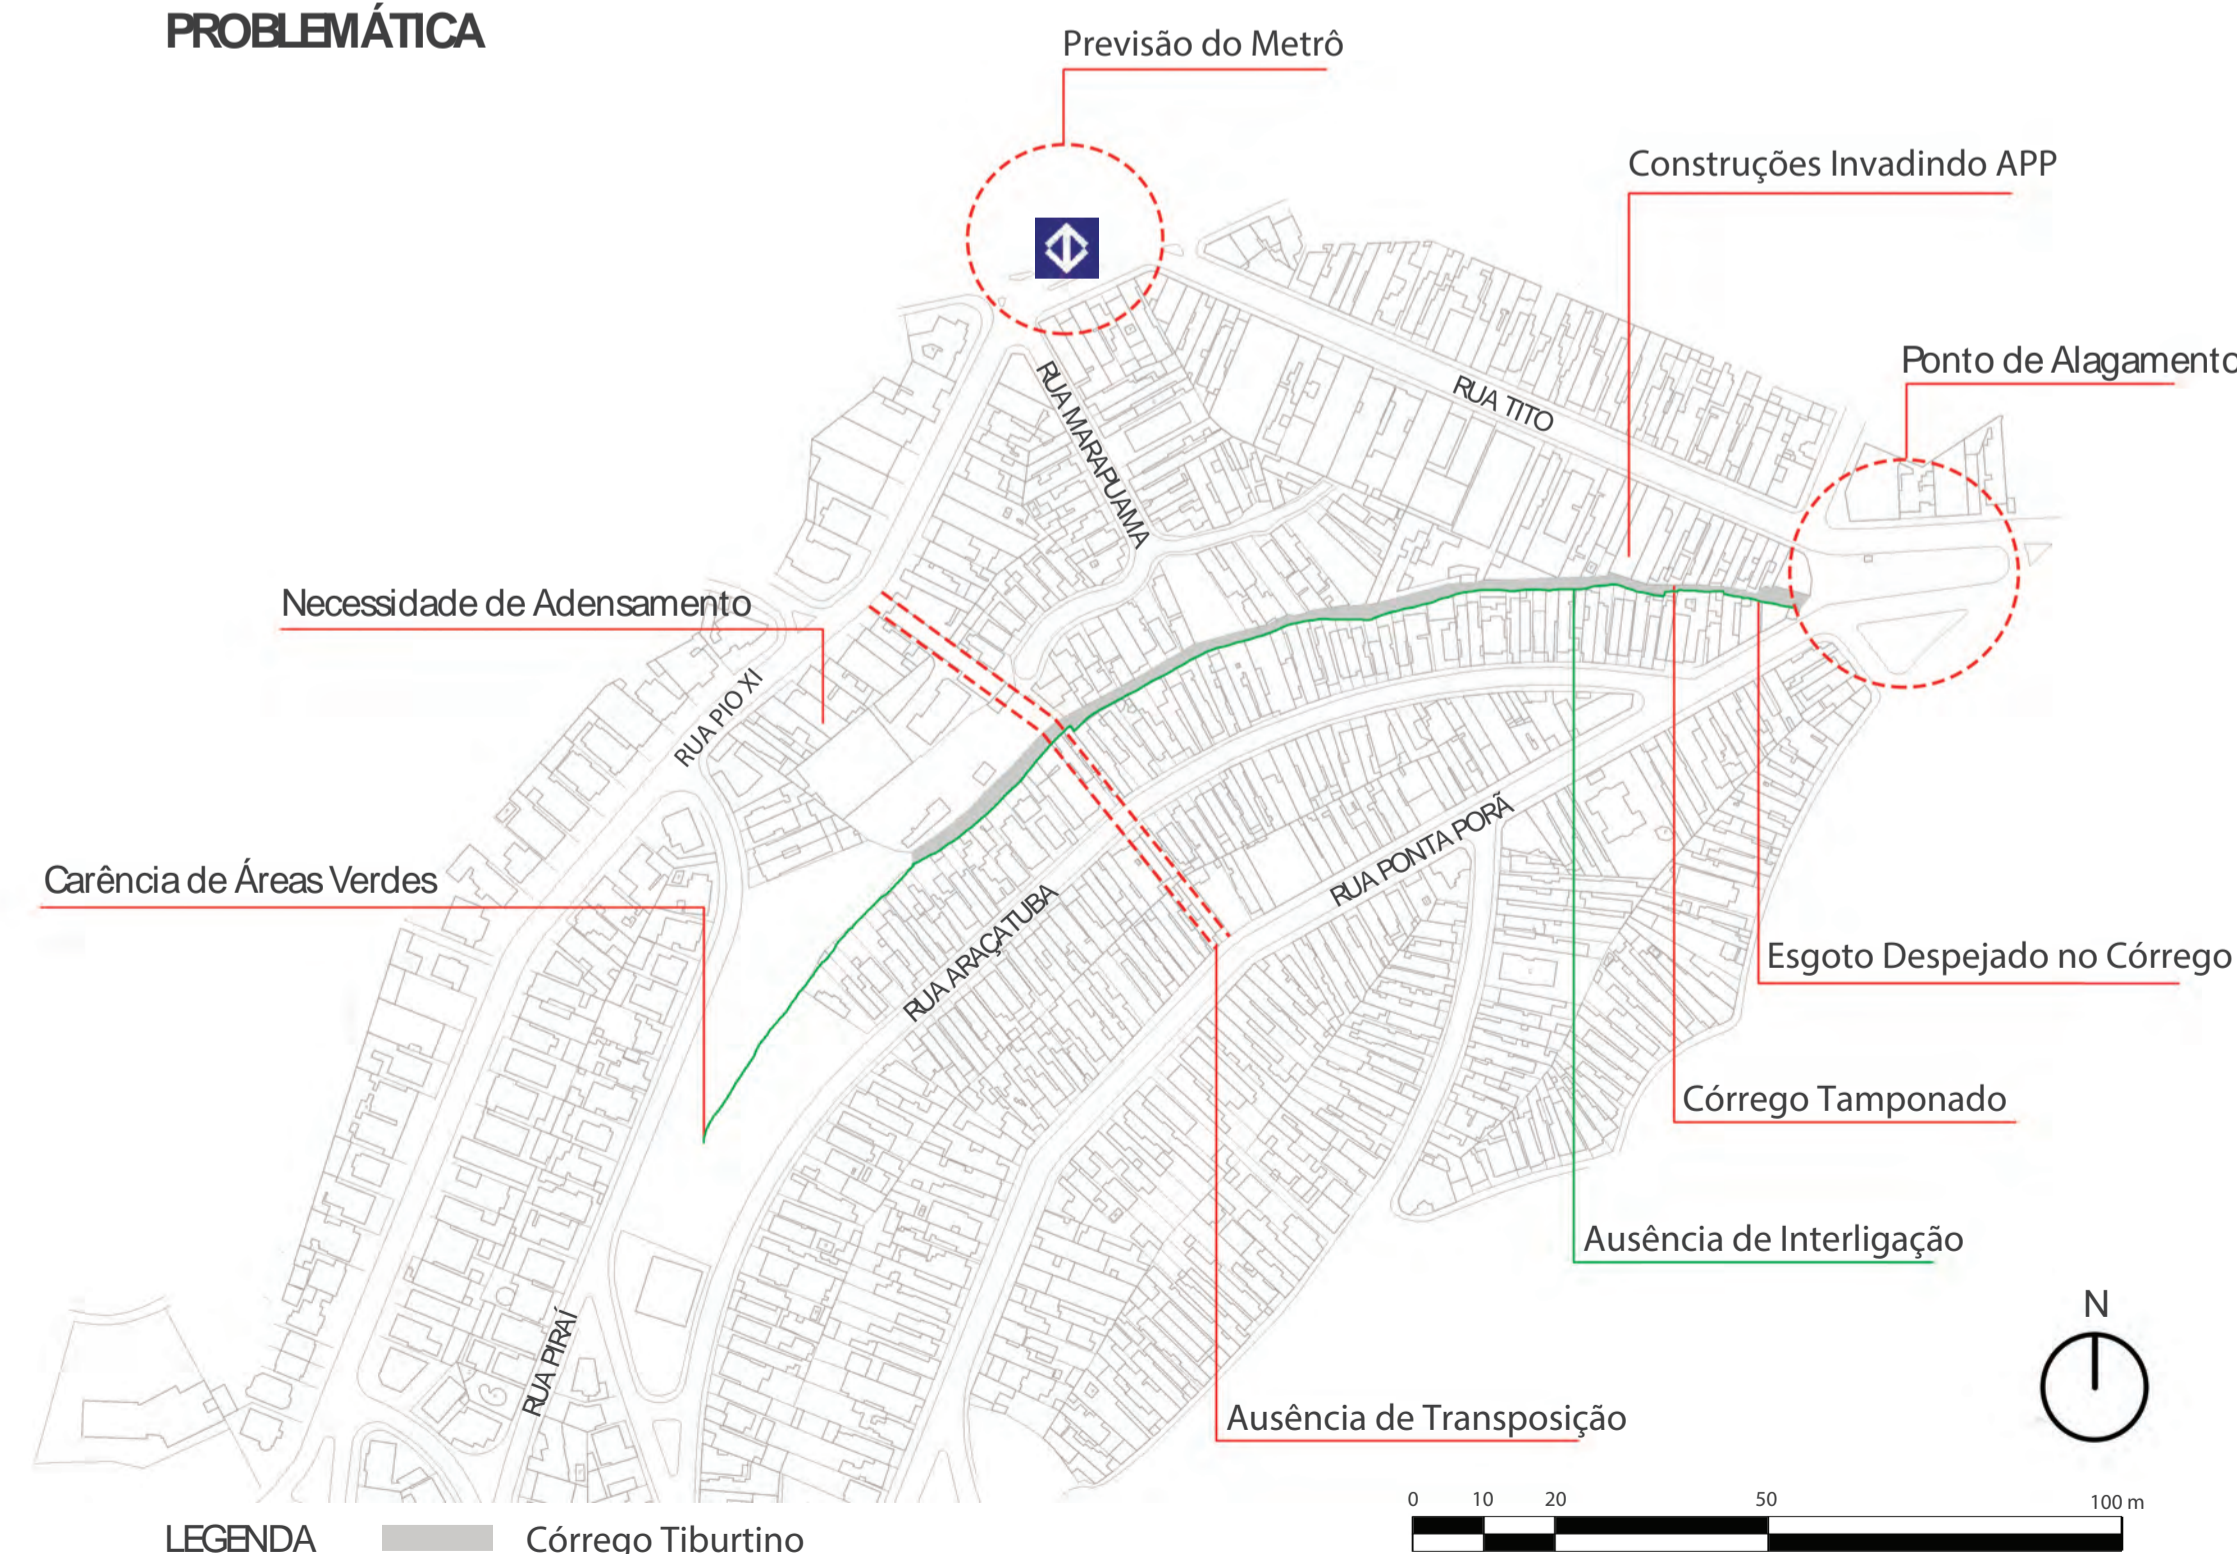 PROBLEMÁTICA
Previsão do Metrô
Construções Invadindo APP
Ponto de Alagamento
RUA MARAPUAMA
RUA TITO
Necessidade de Adensamento
RUA PIO XI
Carência de Áreas Verdes
RUA ARAÇATUBA
RUA PONTA PORÃ
Esgoto Despejado no Córrego
Córrego Tamponado
Ausência de Interligação
RUA PIRAÍ
Ausência de Transposição
N
0 10 20 50 100 m
LEGENDA Córrego Tiburtino